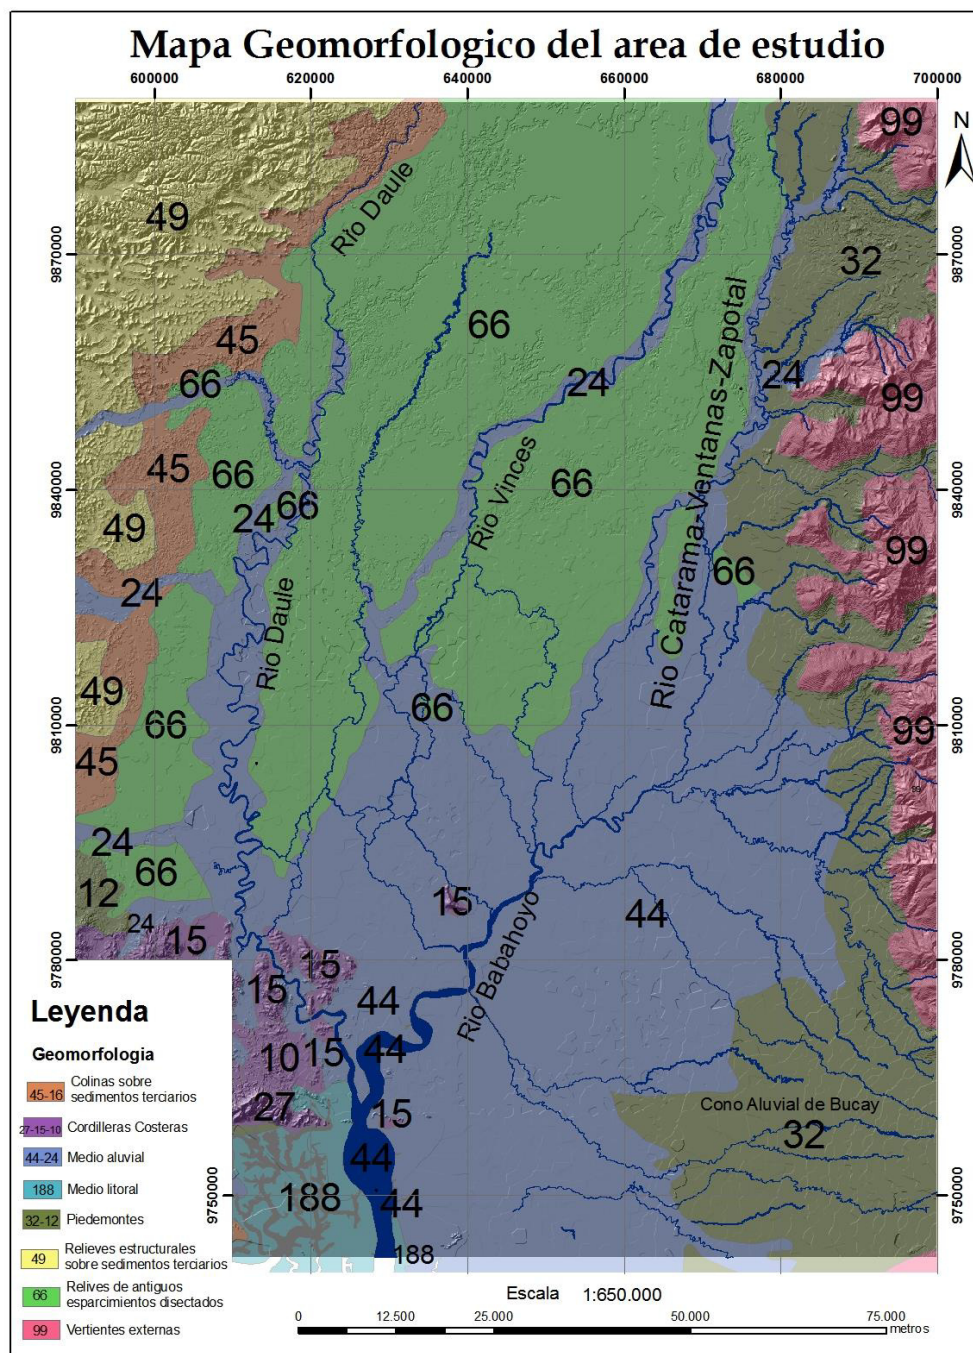 Mapa Geomorfologico del area de estudio
600000 620000 640000 660000 680000 700000
N
99
49
Río Daule
32
9870000 9870000
66
45
66 24 24
99
Rio Catarama-Ventanas-Zapotal
45
66
Rio Vinces
66
9840000 9840000
49
24 66
99
24
66
Rio Daule
49
66
66
9810000 9810000
45
99
99
24
66
12
15
44
24
15
Rio Babahoyo
9780000 9780000
15
15
44
10
15
44
27
15
Cono Aluvial de Bucay
32
44
188
44
9750000 9750000
188
Leyenda
Geomorfologia
45-16 Colinas sobre
sedimentos terciarios
27-15-10 Cordilleras Costeras
44-24 Medio aluvial
188 Medio litoral
32-12 Piedemontes
49 Relieves estructurales
sobre sedimentos terciarios
66 Relives de antiguos
esparcimientos disectados
99 Vertientes externas
Escala 1:650.000
0 12.500 25.000 50.000 75.000
metros